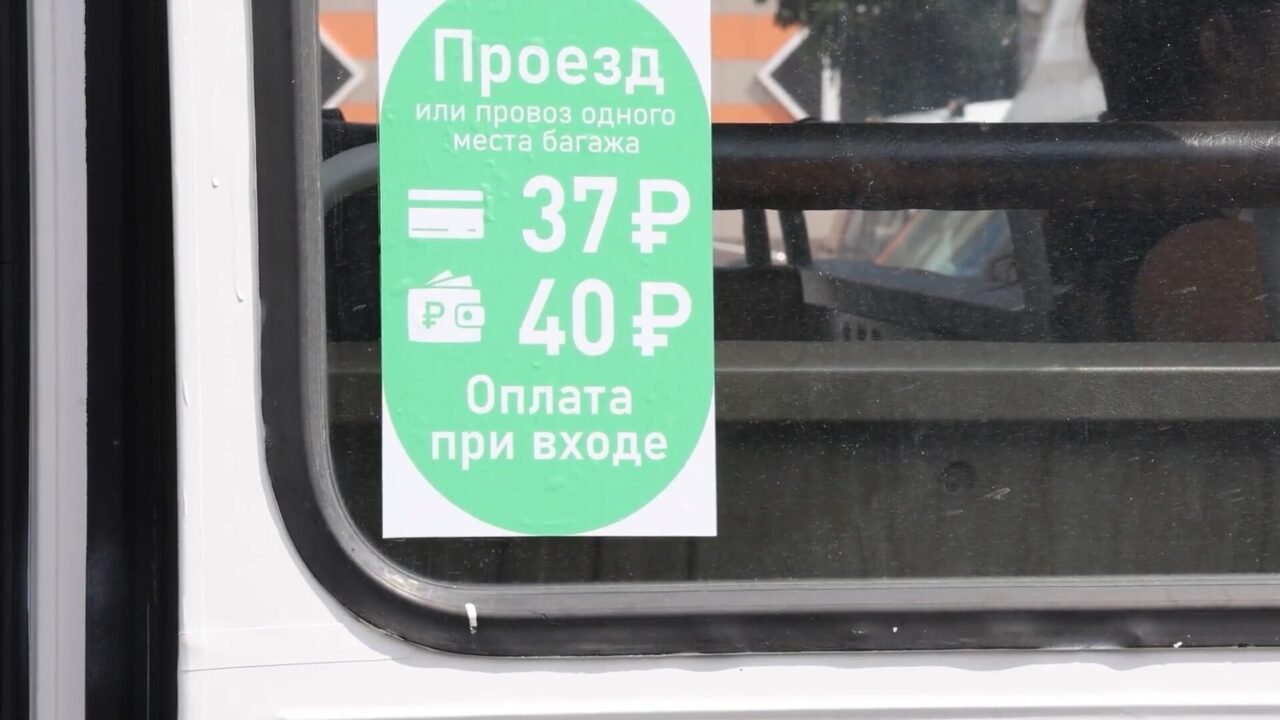 Проезд
или провоз одного
места багажа
37 ₽
₽ 40 ₽
Оплата
при входе